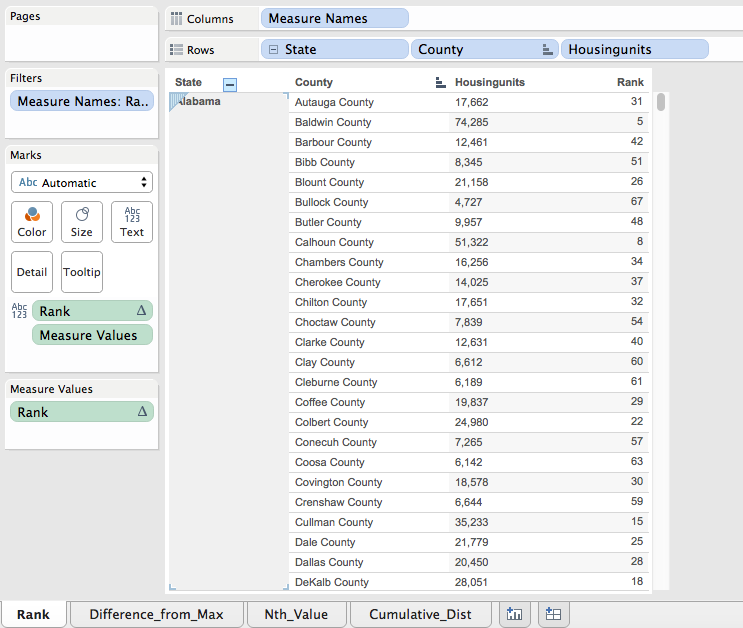 Pages
Columns Measure Names
Rows State County Housingunits
Filters
Measure Names: Ra..
Marks
Abc Automatic
Color Size Abc 123 Text
Detail Tooltip
Abc 123 Rank Δ
Measure Values
Measure Values
Rank Δ
State County Housingunits Rank
Alabama Autauga County 17,662 31
Baldwin County 74,285 5
Barbour County 12,461 42
Bibb County 8,345 51
Blount County 21,158 26
Bullock County 4,727 67
Butler County 9,957 48
Calhoun County 51,322 8
Chambers County 16,256 34
Cherokee County 14,025 37
Chilton County 17,651 32
Choctaw County 7,839 54
Clarke County 12,631 40
Clay County 6,612 60
Cleburne County 6,189 61
Coffee County 19,837 29
Colbert County 24,980 22
Conecuh County 7,265 57
Coosa County 6,142 63
Covington County 18,578 30
Crenshaw County 6,644 59
Cullman County 35,233 15
Dale County 21,779 25
Dallas County 20,450 28
DeKalb County 28,051 18
Rank Difference_from_Max Nth_Value Cumulative_Dist